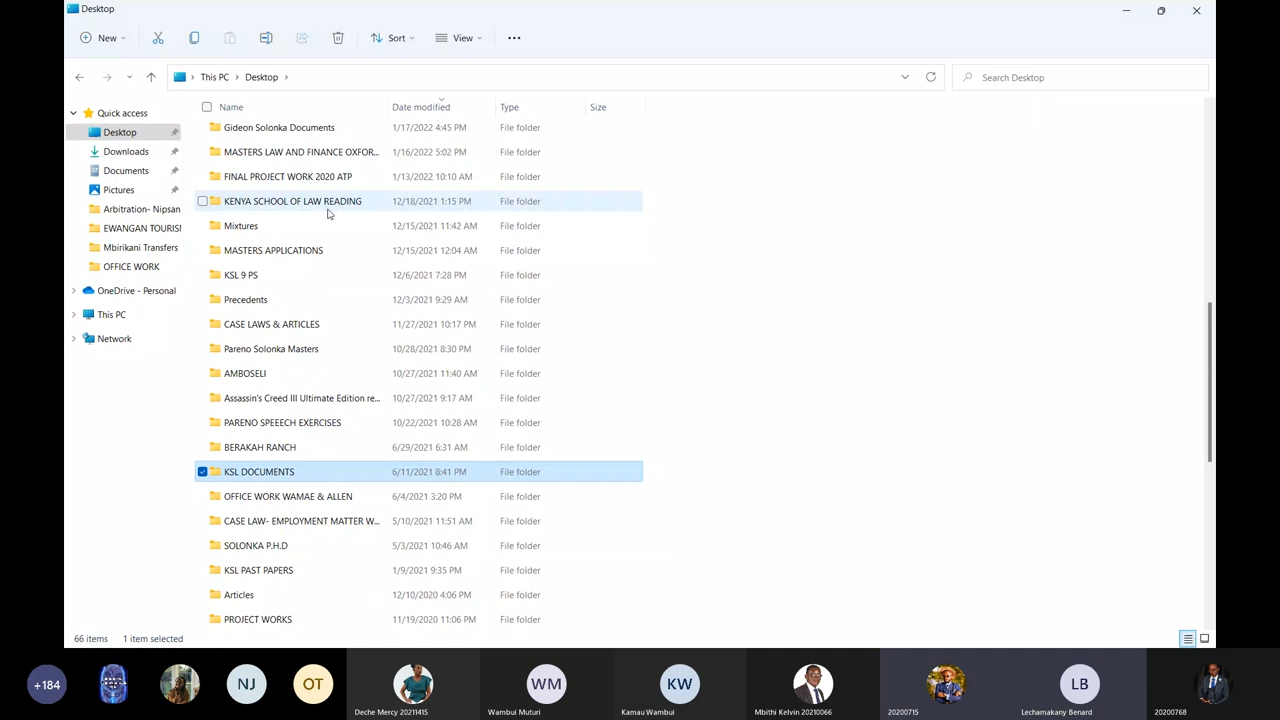 Desktop
New
Sort
View
This PC
Desktop
Search Desktop
Quick access
Desktop
Downloads
Documents
Pictures
Arbitration- Nipsan
EWANGAN TOURISI
Mbirikani Transfers
OFFICE WORK
OneDrive - Personal
This PC
Network
Name Date modified Type Size
Gideon Solonka Documents 1/17/2022 4:45 PM File folder
MASTERS LAW AND FINANCE OXFOR... 1/16/2022 5:02 PM File folder
FINAL PROJECT WORK 2020 ATP 1/13/2022 10:10 AM File folder
KENYA SCHOOL OF LAW READING 12/18/2021 1:15 PM File folder
Mixtures 12/15/2021 11:42 AM File folder
MASTERS APPLICATIONS 12/15/2021 12:04 AM File folder
KSL 9 PS 12/6/2021 7:28 PM File folder
Precedents 12/3/2021 9:29 AM File folder
CASE LAWS & ARTICLES 11/27/2021 10:17 PM File folder
Pareno Solonka Masters 10/28/2021 8:30 PM File folder
AMBOSELI 10/27/2021 11:40 AM File folder
Assassin's Creed III Ultimate Edition re... 10/27/2021 9:17 AM File folder
PARENO SPEEECH EXERCISES 10/22/2021 10:28 AM File folder
BERAKAH RANCH 6/29/2021 6:31 AM File folder
KSL DOCUMENTS 6/11/2021 8:41 PM File folder
OFFICE WORK WAMAE & ALLEN 6/4/2021 3:20 PM File folder
CASE LAW- EMPLOYMENT MATTER W... 5/10/2021 11:51 AM File folder
SOLONKA P.H.D 5/3/2021 10:46 AM File folder
KSL PAST PAPERS 1/9/2021 9:35 PM File folder
Articles 12/10/2020 4:06 PM File folder
PROJECT WORKS 11/19/2020 11:06 PM File folder
66 items 1 item selected
+184
NJ
OT
WM
KW
LB
Deche Mercy 20211415
Wambui Muturi
Kamau Wambui
Mbithi Kelvin 20210066
20200715
Lechamakany Benard
20200768